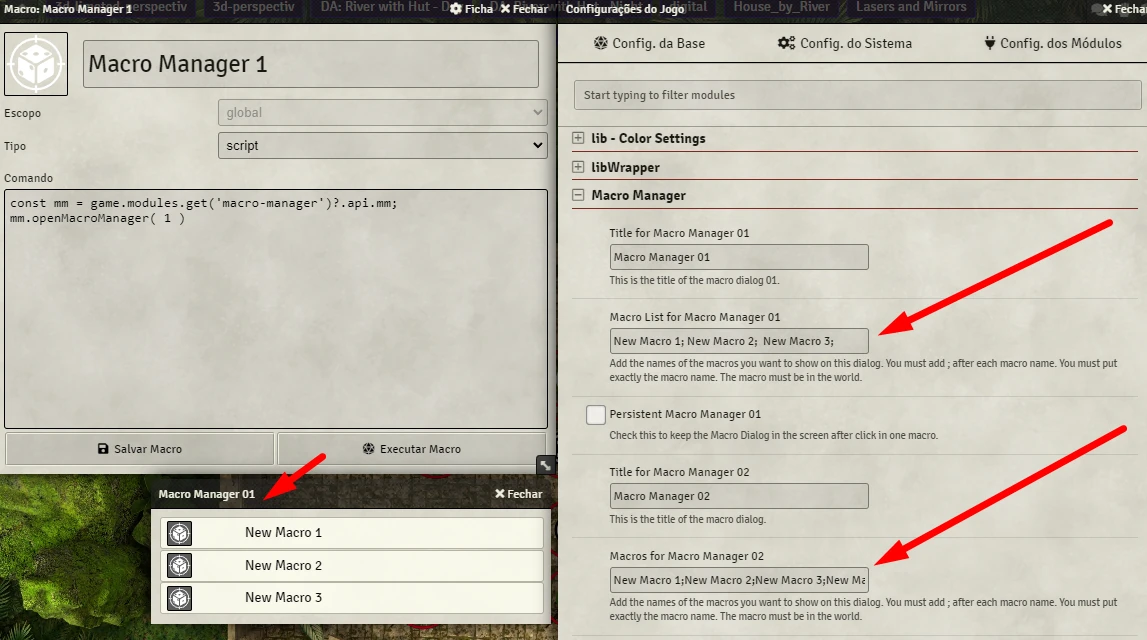 3d-perspectiv
3d-perspectiv
DA: River with Hut - D
Night
digital
House_by_River
Lasers and Mirrors
Macro: Macro Manager 1
Ficha
Fechar
Macro Manager 1
Escopo
global
Tipo
script
Comando
const mm = game.modules.get('macro-manager')?.api.mm;
mm.openMacroManager( 1 )
Salvar Macro
Executar Macro
Macro Manager 01
Fechar
New Macro 1
New Macro 2
New Macro 3
Configurações do Jogo
Fecha
Config. da Base
Config. do Sistema
Config. dos Módulos
Start typing to filter modules
lib - Color Settings
libWrapper
Macro Manager
Title for Macro Manager 01
Macro Manager 01
This is the title of the macro dialog 01.
Macro List for Macro Manager 01
New Macro 1; New Macro 2;  New Macro 3;
Add the names of the macros you want to show on this dialog. You must add ; after each macro name. You must put
exactly the macro name. The macro must be in the world.
Persistent Macro Manager 01
Check this to keep the Macro Dialog in the screen after click in one macro.
Title for Macro Manager 02
Macro Manager 02
This is the title of the macro dialog.
Macros for Macro Manager 02
New Macro 1;New Macro 2;New Macro 3;New Ma
Add the names of the macros you want to show on this dialog. You must add ; after each macro name. You must put
exactly the macro name. The macro must be in the world.